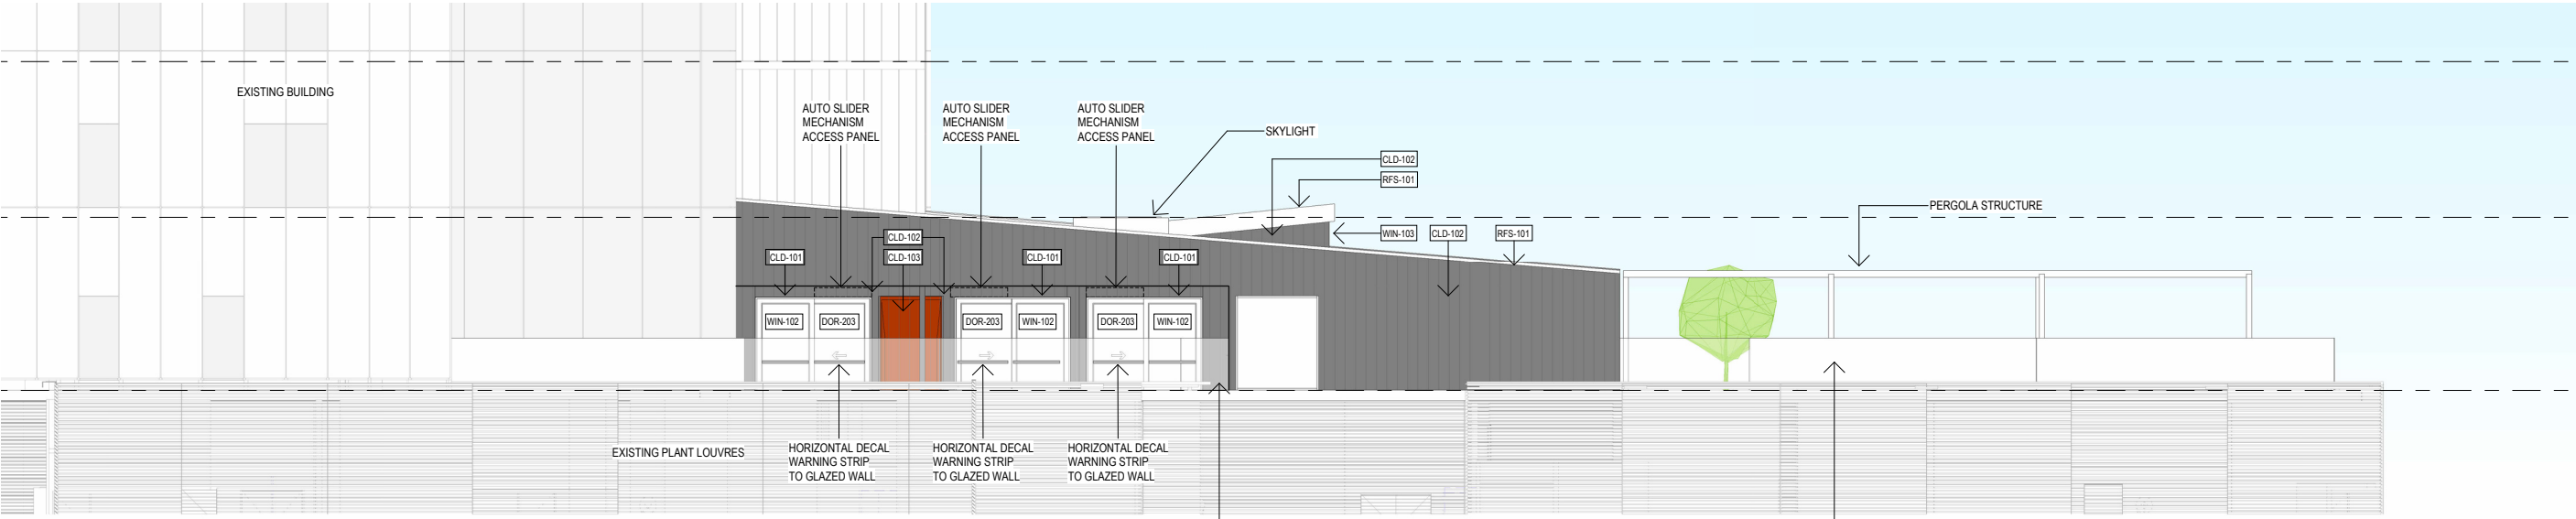 EXISTING BUILDING
AUTO SLIDER
MECHANISM
ACCESS PANEL
AUTO SLIDER
MECHANISM
ACCESS PANEL
AUTO SLIDER
MECHANISM
ACCESS PANEL
SKYLIGHT
CLD-102
RFS-101
PERGOLA STRUCTURE
WIN-103
CLD-102
RFS-101
CLD-102
CLD-101
CLD-103
CLD-101
CLD-101
WIN-102
DOR-203
DOR-203
WIN-102
DOR-203
WIN-102
EXISTING PLANT LOUVRES
HORIZONTAL DECAL
WARNING STRIP
TO GLAZED WALL
HORIZONTAL DECAL
WARNING STRIP
TO GLAZED WALL
HORIZONTAL DECAL
WARNING STRIP
TO GLAZED WALL